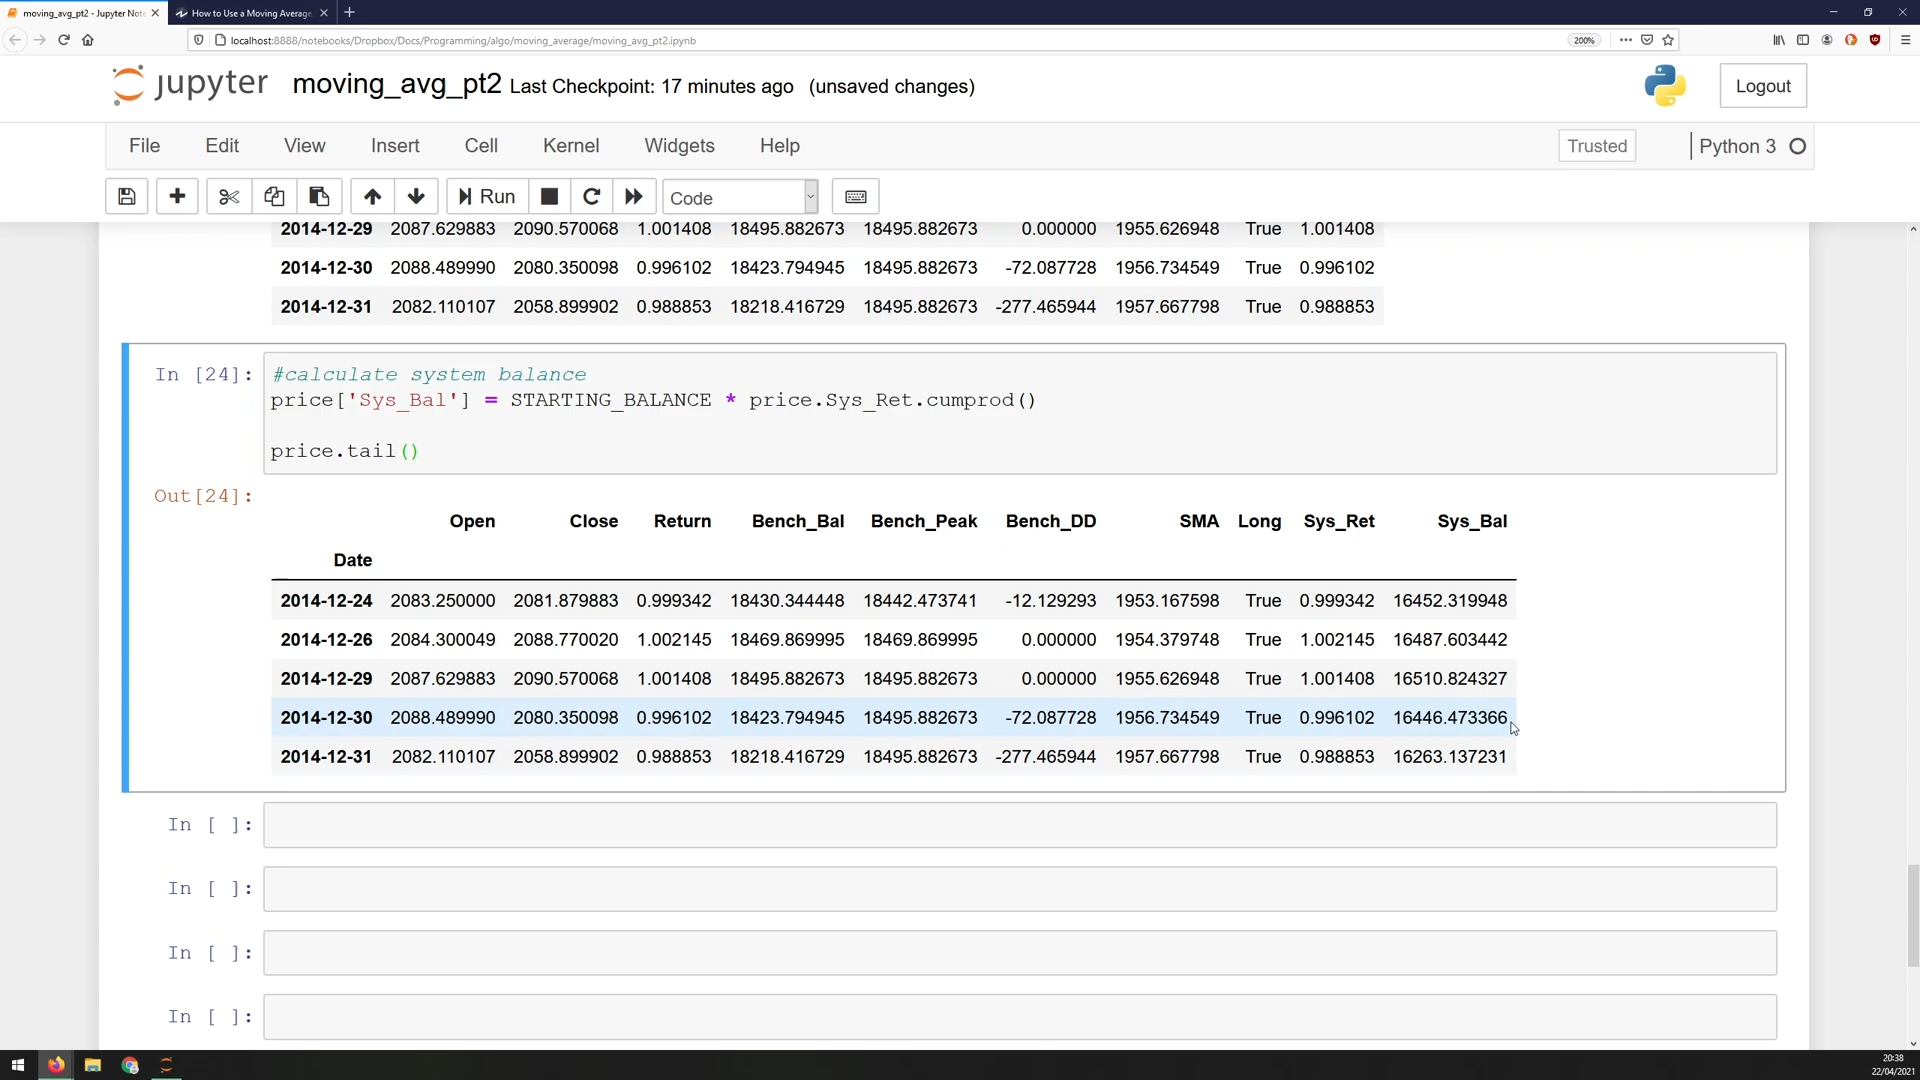 moving_avg_pt2 - Jupyter Note
How to Use a Moving Average
localhost:8888/notebooks/Dropbox/Docs/Programming/algo/moving_average/moving_avg_pt2.ipynb
200%
jupyter moving_avg_pt2 Last Checkpoint: 17 minutes ago (unsaved changes)
Logout
File Edit View Insert Cell Kernel Widgets Help
Trusted
Python 3
Run
Code
2014-12-29 2087.629883 2090.570068 1.001408 18495.882673 18495.882673 0.000000 1955.626948 True 1.001408
2014-12-30 2088.489990 2080.350098 0.996102 18423.794945 18495.882673 -72.087728 1956.734549 True 0.996102
2014-12-31 2082.110107 2058.899902 0.988853 18218.416729 18495.882673 -277.465944 1957.667798 True 0.988853
In [24]: #calculate system balance
price['Sys_Bal'] = STARTING_BALANCE * price.Sys_Ret.cumprod()
price.tail()
Out[24]:
Open Close Return Bench_Bal Bench_Peak Bench_DD SMA Long Sys_Ret Sys_Bal
Date
2014-12-24 2083.250000 2081.879883 0.999342 18430.344448 18442.473741 -12.129293 1953.167598 True 0.999342 16452.319948
2014-12-26 2084.300049 2088.770020 1.002145 18469.869995 18469.869995 0.000000 1954.379748 True 1.002145 16487.603442
2014-12-29 2087.629883 2090.570068 1.001408 18495.882673 18495.882673 0.000000 1955.626948 True 1.001408 16510.824327
2014-12-30 2088.489990 2080.350098 0.996102 18423.794945 18495.882673 -72.087728 1956.734549 True 0.996102 16446.473366
2014-12-31 2082.110107 2058.899902 0.988853 18218.416729 18495.882673 -277.465944 1957.667798 True 0.988853 16263.137231
In [ ]:
In [ ]:
In [ ]:
In [ ]:
20:38
22/04/2021